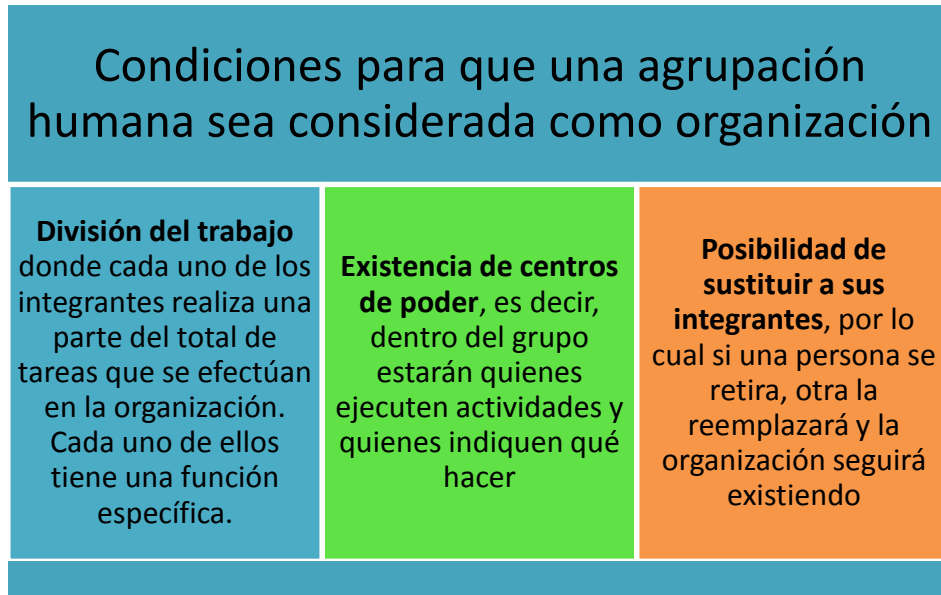 Condiciones para que una agrupación
humana sea considerada como organización
División del trabajo
donde cada uno de los
integrantes realiza una
parte del total de
tareas que se efectúan
en la organización.
Cada uno de ellos
tiene una función
específica.
Existencia de centros
de poder, es decir,
dentro del grupo
estarán quienes
ejecuten actividades y
quienes indiquen qué
hacer
Posibilidad de
sustituir a sus
integrantes, por lo
cual si una persona se
retira, otra la
reemplazará y la
organización seguirá
existiendo